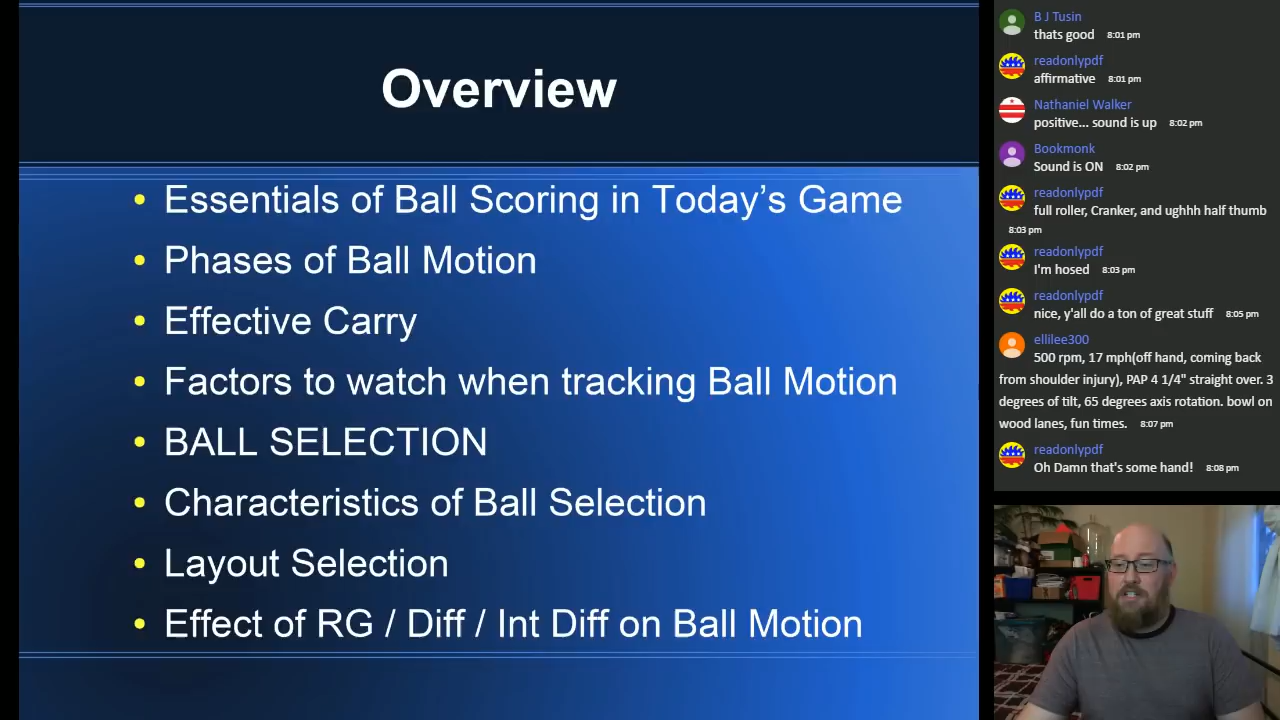 Overview
• Essentials of Ball Scoring in Today’s Game
• Phases of Ball Motion
• Effective Carry
• Factors to watch when tracking Ball Motion
• BALL SELECTION
• Characteristics of Ball Selection
• Layout Selection
• Effect of RG / Diff / Int Diff on Ball Motion
B J Tusin
thats good 8:01 pm
readonlypdf
affirmative 8:01 pm
Nathaniel Walker
positive... sound is up 8:02 pm
Bookmonk
Sound is ON 8:02 pm
readonlypdf
full roller, Cranker, and ughhh half thumb
8:03 pm
readonlypdf
I'm hosed 8:03 pm
readonlypdf
nice, y'all do a ton of great stuff 8:05 pm
ellilee300
500 rpm, 17 mph(off hand, coming back
from shoulder injury), PAP 4 1/4" straight over. 3
degrees of tilt, 65 degrees axis rotation. bowl on
wood lanes, fun times. 8:07 pm
readonlypdf
Oh Damn that's some hand! 8:08 pm